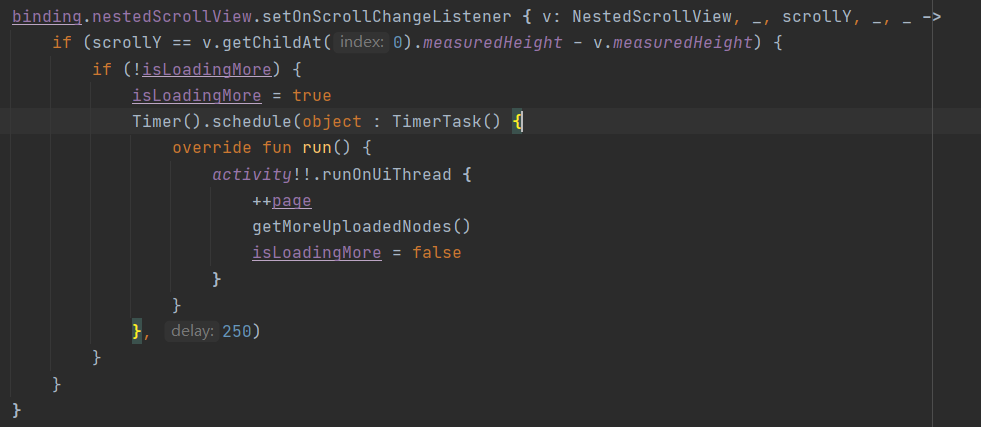 binding.nestedScrollView.setOnScrollChangeListener { v: NestedScrollView, _, scrollY, _, _ ->
    if (scrollY == v.getChildAt( index: 0).measuredHeight - v.measuredHeight) {
        if (!isLoadingMore) {
            isLoadingMore = true
            Timer().schedule(object : TimerTask() {
                override fun run() {
                    activity!!.runOnUiThread {
                        ++page
                        getMoreUploadedNodes()
                        isLoadingMore = false
                    }
                }
            }, delay: 250)
        }
    }
}